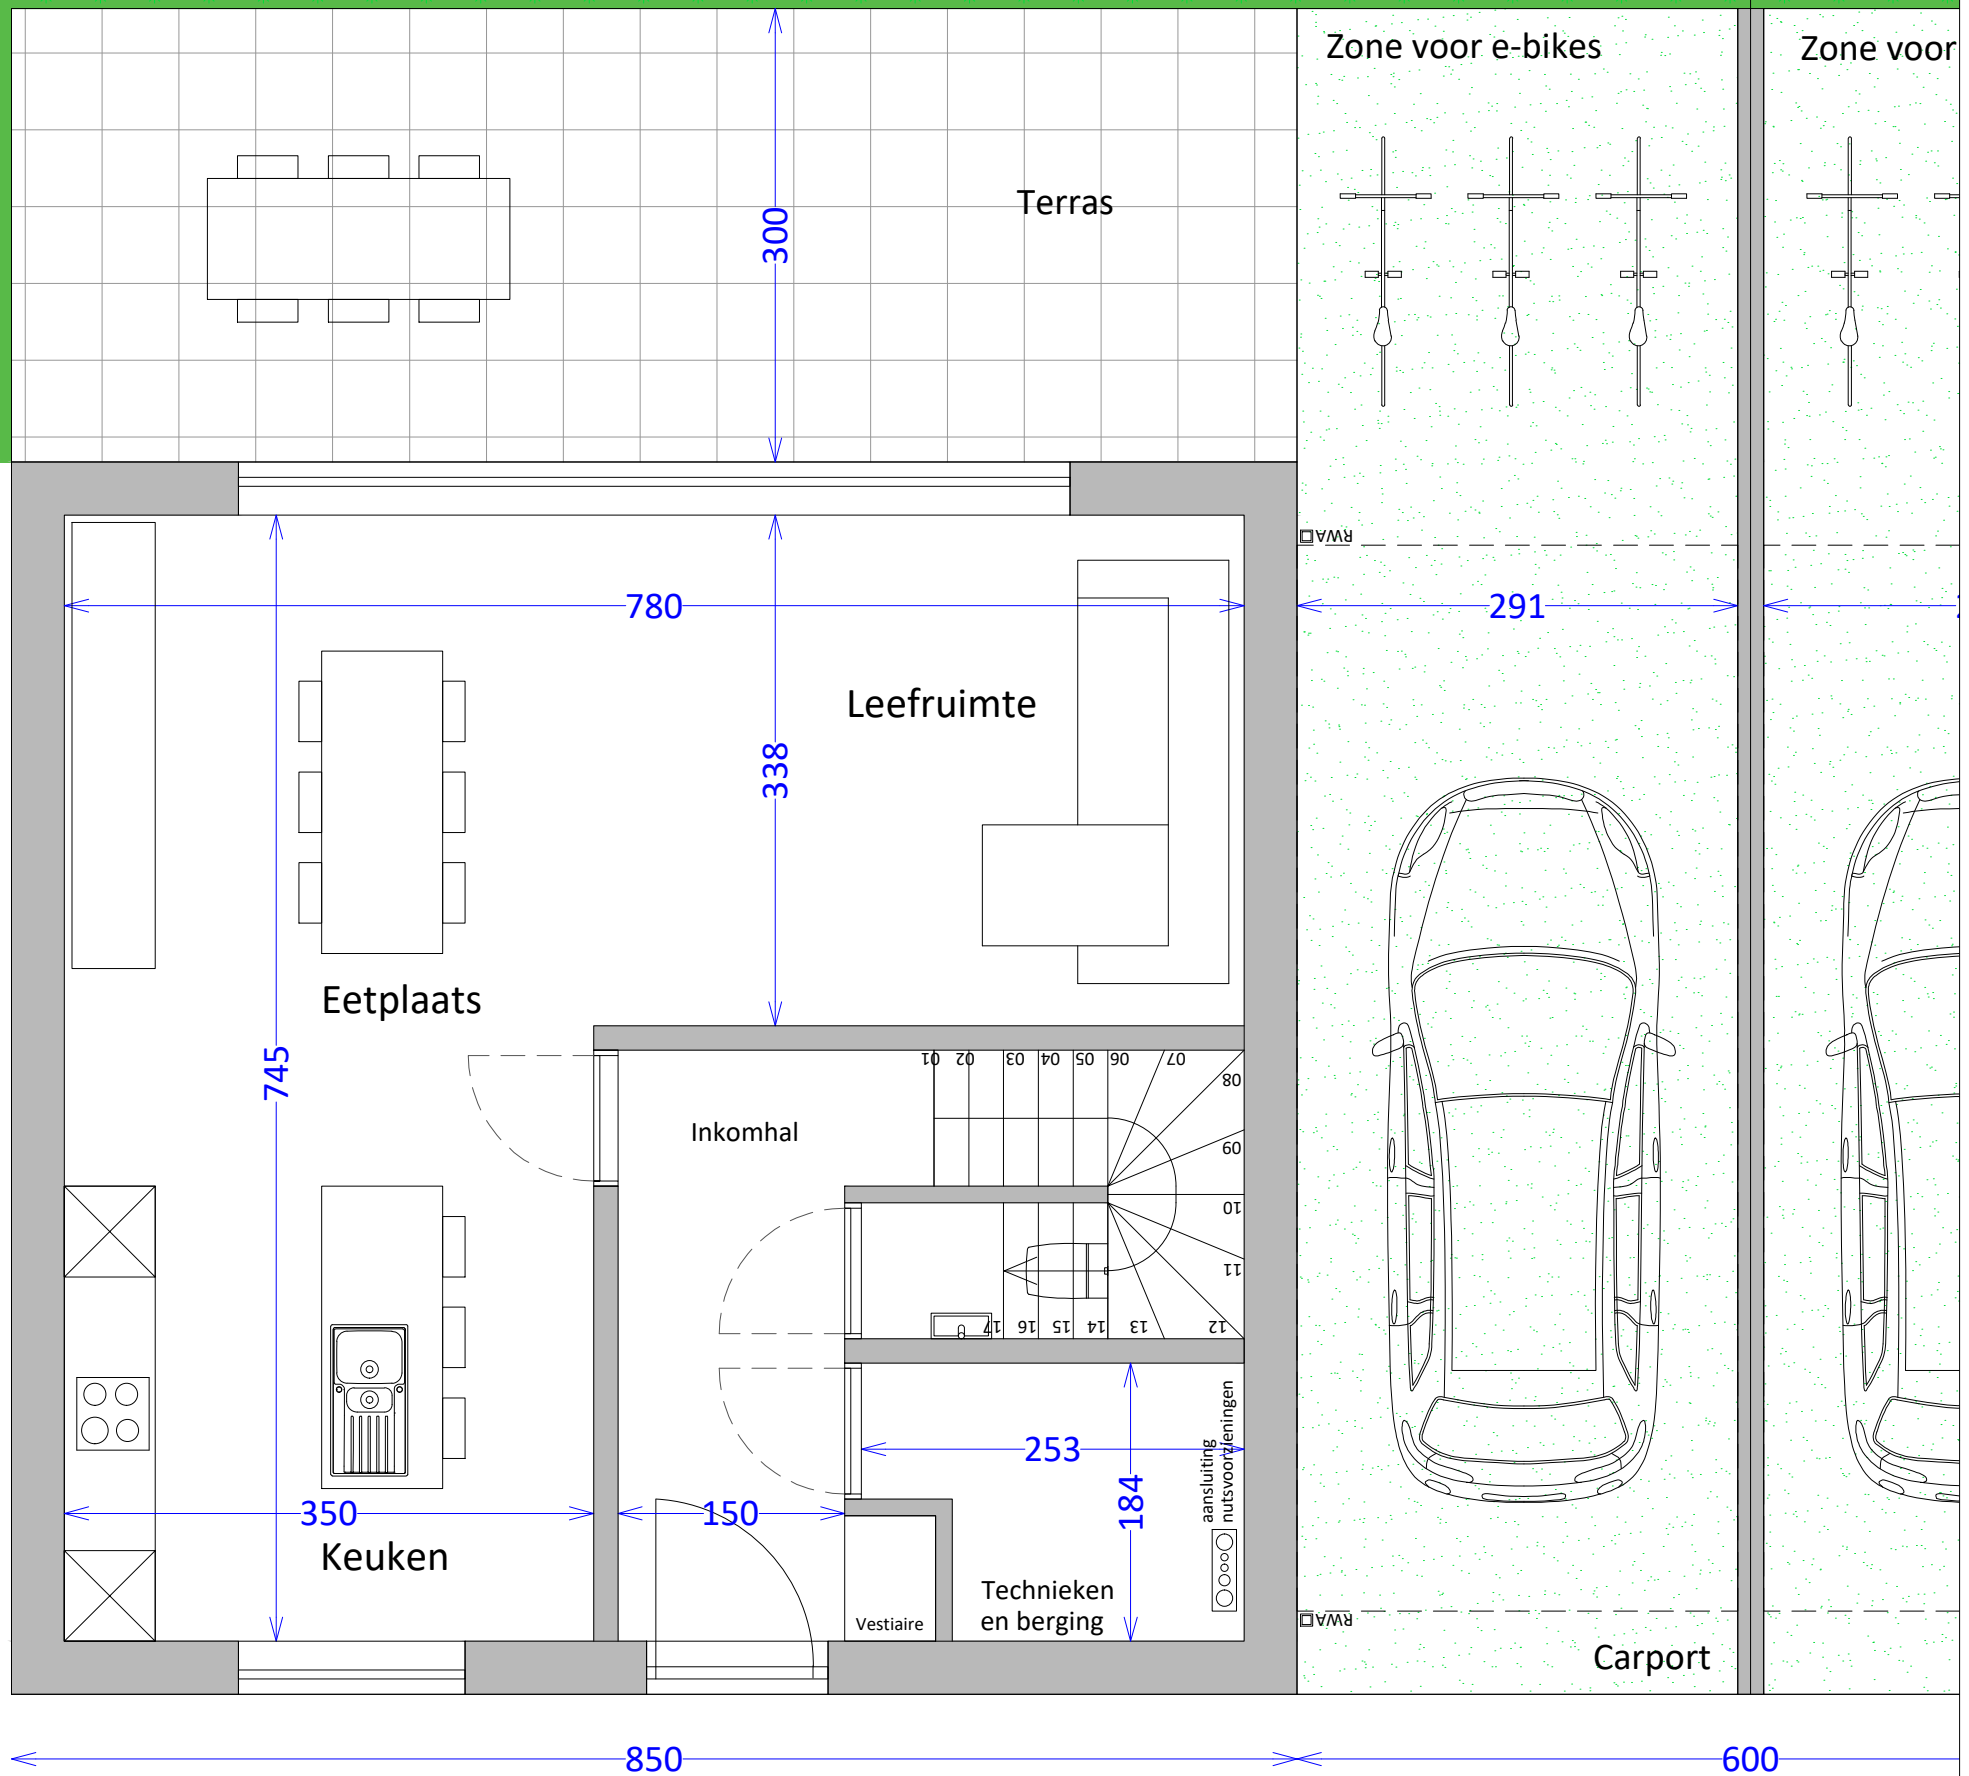 Zone voor e-bikes
Zone voor
Terras
300
RWA
780
291
Leefruimte
338
Eetplaats
745
01 02 03 04 05 06 07
08
09
10
11
12
13
14
15
16
17
Inkomhal
253
184
aansluiting
nutsvoorzieningen
350
150
Keuken
Technieken
en berging
Vestiaire
RWA
Carport
850
600